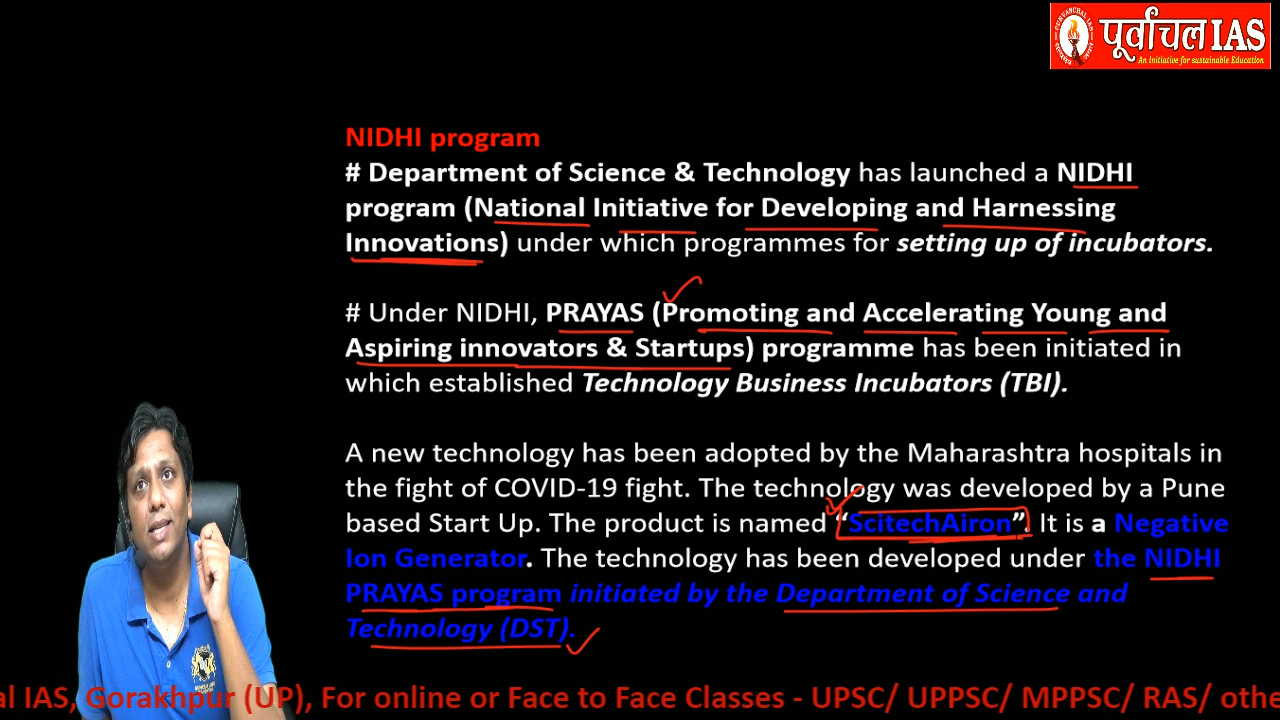 पूर्वांचल IAS
An Initiative for sustainable Education
NIDHI program
# Department of Science & Technology has launched a NIDHI
program (National Initiative for Developing and Harnessing
Innovations) under which programmes for setting up of incubators.
# Under NIDHI, PRAYAS (Promoting and Accelerating Young and
Aspiring innovators & Startups) programme has been initiated in
which established Technology Business Incubators (TBI).
A new technology has been adopted by the Maharashtra hospitals in
the fight of COVID-19 fight. The technology was developed by a Pune
based Start Up. The product is named “ScitechAiron”. It is a Negative
Ion Generator. The technology has been developed under the NIDHI
PRAYAS program initiated by the Department of Science and
Technology (DST).
al IAS, Gorakhpur (UP), For online or Face to Face Classes - UPSC/ UPPSC/ MPPSC/ RAS/ othe